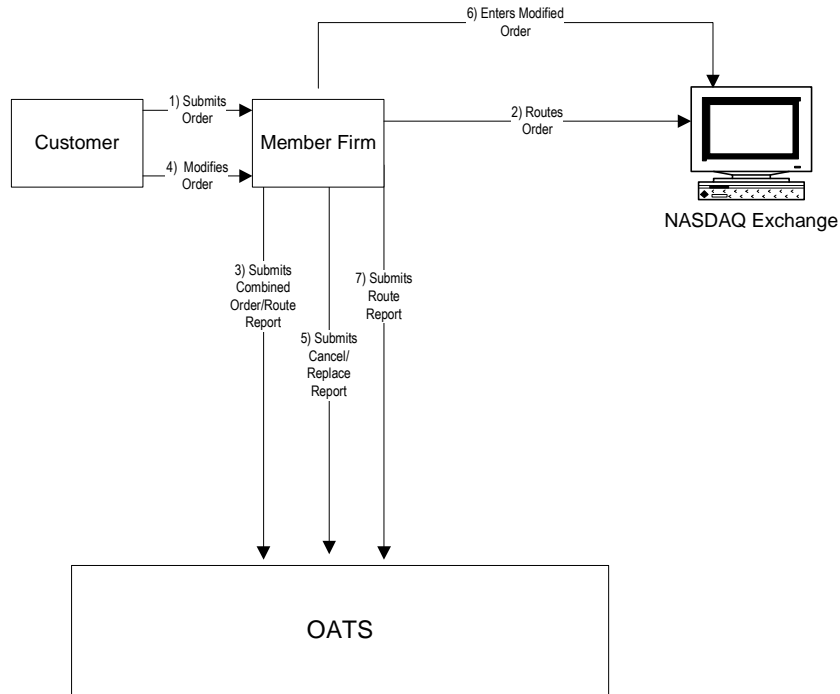 6) Enters Modified
Order
1) Submits
Order
Customer
4) Modifies
Order
Member Firm
2) Routes
Order
NASDAQ Exchange
3) Submits
Combined
Order/Route
Report
5) Submits
Cancel/
Replace
Report
7) Submits
Route
Report
OATS